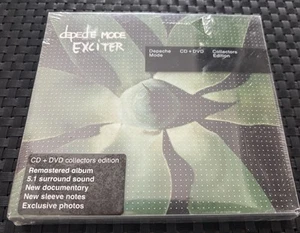 depeche MODE
EXCITER
Depeche Mode
CD + DVD
Collectors Edition
CD + DVD collectors edition
Remastered album
5.1 surround sound
New documentary
New sleeve notes
Exclusive photos